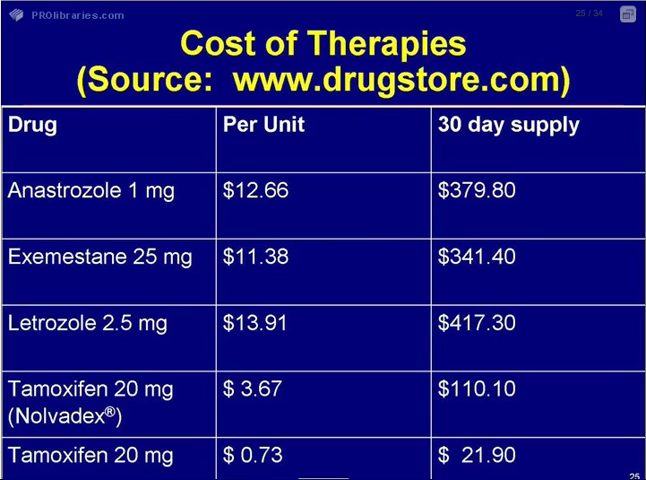 PROlibraries.com
25 / 34
Cost of Therapies
(Source: www.drugstore.com)
Drug Per Unit 30 day supply
Anastrozole 1 mg $12.66 $379.80
Exemestane 25 mg $11.38 $341.40
Letrozole 2.5 mg $13.91 $417.30
Tamoxifen 20 mg $ 3.67 $110.10
(Nolvadex®)
Tamoxifen 20 mg $ 0.73 $ 21.90
25